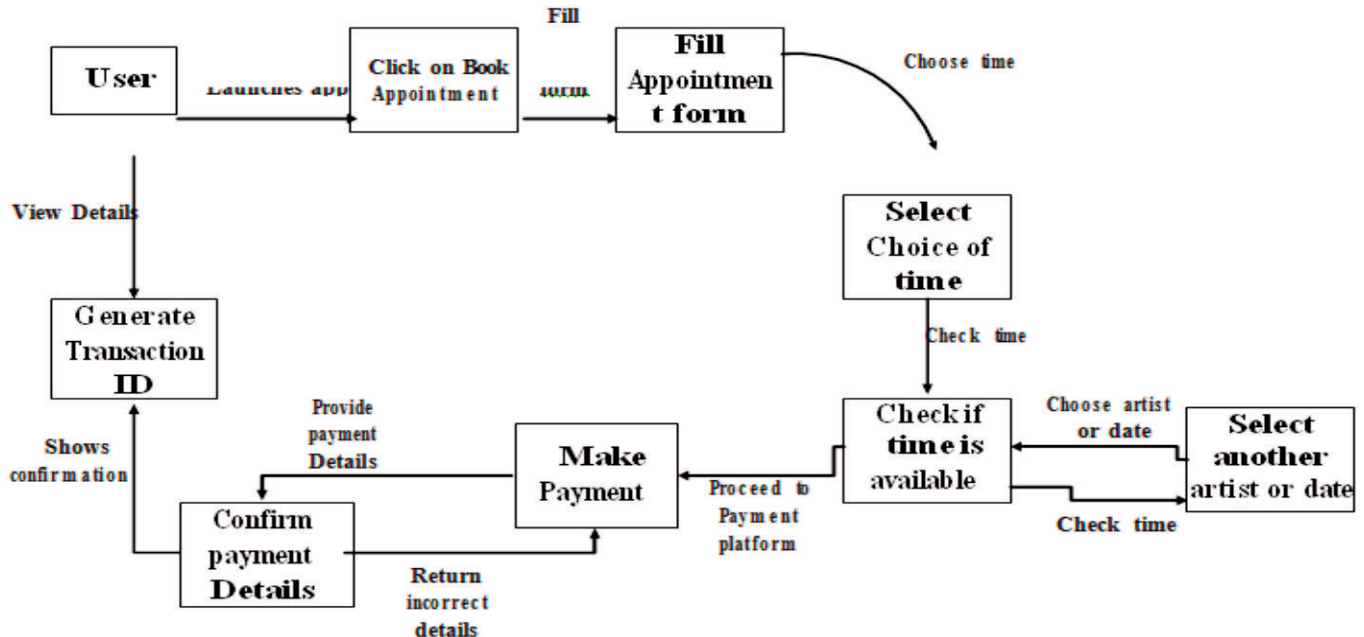 Fill
User
Launches app
Click on Book
Appointment
form
Fill
Appointmen
t form
Choose time
View Details
Select
Choice of
time
Generate
Transaction
ID
Check time
Provide
payment
Details
Check if
time is
available
Choose artist
or date
Select
another
artist or date
Shows
confirmation
Make
Payment
Proceed to
Payment
platform
Check time
Confirm
payment
Details
Return
incorrect
details